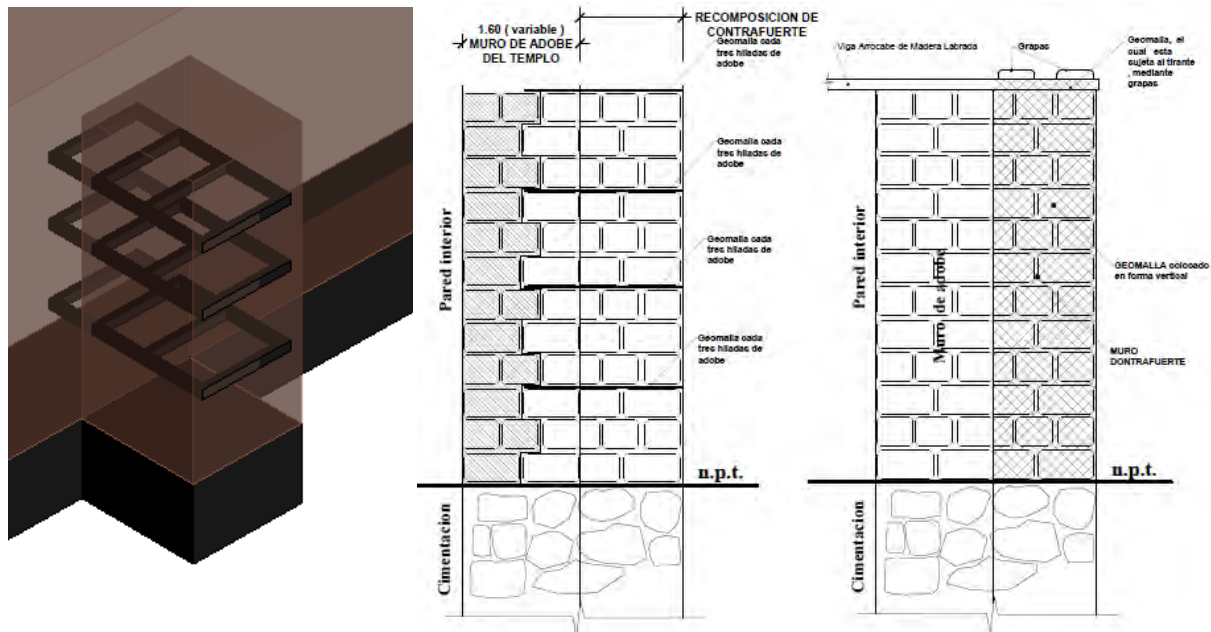 1.60 ( variable )
MURO DE ADOBE
DEL TEMPLO
RECOMPOSICION DE
CONTRAFUERTE
Geomalla cada
tres hiladas de
adobe
Geomalla cada
tres hiladas de
adobe
Geomalla cada
tres hiladas de
adobe
Geomalla cada
tres hiladas de
adobe
Pared interior
n.p.t.
Cimentacion
Viga Arrocabe de Madera Labrada
Grapas
Geomalla, el
cual esta
sujeta al tirante
, mediante
grapas
Pared interior
Muro de adobe
GEOMALLA colocado
en forma vertical
MURO
DONTRAFUERTE
n.p.t.
Cimentacion